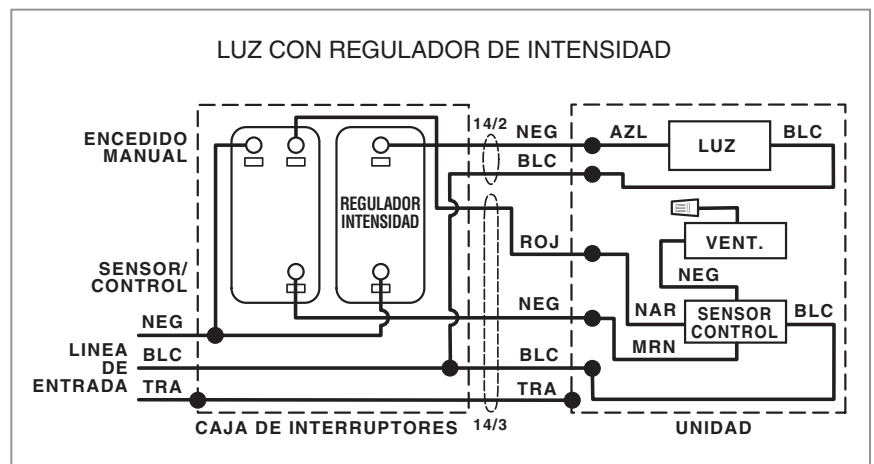 LUZ CON REGULADOR DE INTENSIDAD
ENCEDIDO
MANUAL
SENSOR/
CONTROL
NEG
LINEA
DE
ENTRADA
BLC
TRA
REGULADOR
INTENSIDAD
CAJA DE INTERRUPTORES
14/2
NEG
BLC
ROJ
NEG
BLC
TRA
14/3
AZL
LUZ
BLC
VENT.
NEG
NAR
SENSOR
CONTROL
BLC
MRN
UNIDAD